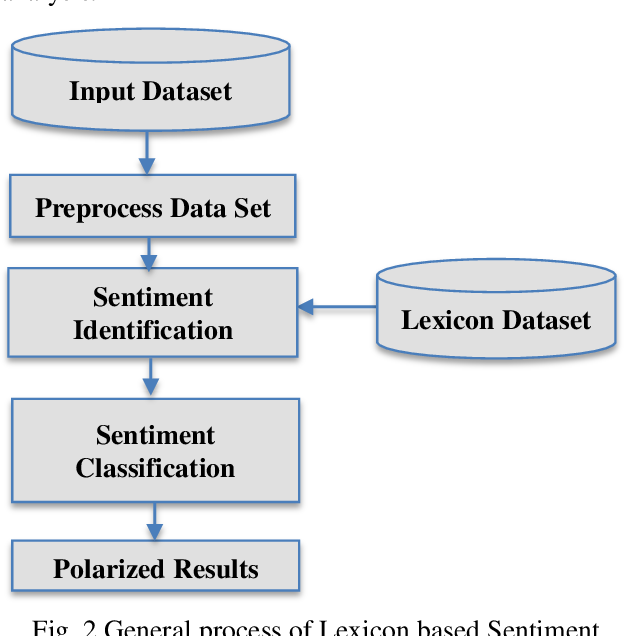 analysis.
Input Dataset
Preprocess Data Set
Sentiment
Identification
Lexicon Dataset
Sentiment
Classification
Polarized Results
Fig. 2 General process of Lexicon based Sentiment